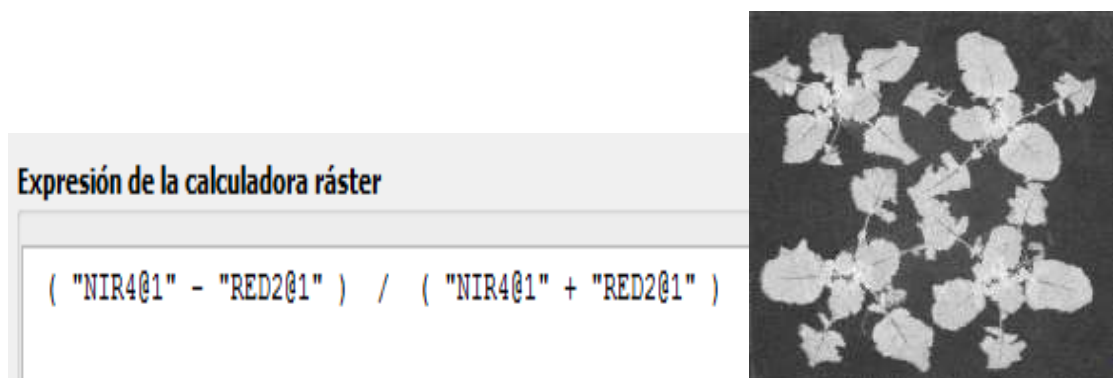 Expresión de la calculadora ráster
( "NIR4@1" - "RED2@1" ) / ( "NIR4@1" + "RED2@1" )